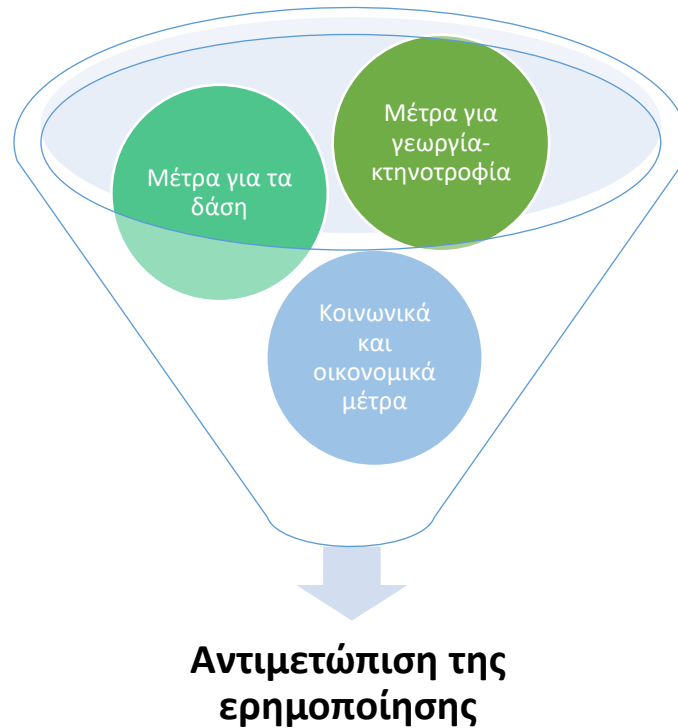 Μέτρα για
γεωργία-
κτηνοτροφία
Μέτρα για τα
δάση
Κοινωνικά
και
οικονομικά
μέτρα
Αντιμετώπιση της
ερημοποίησης